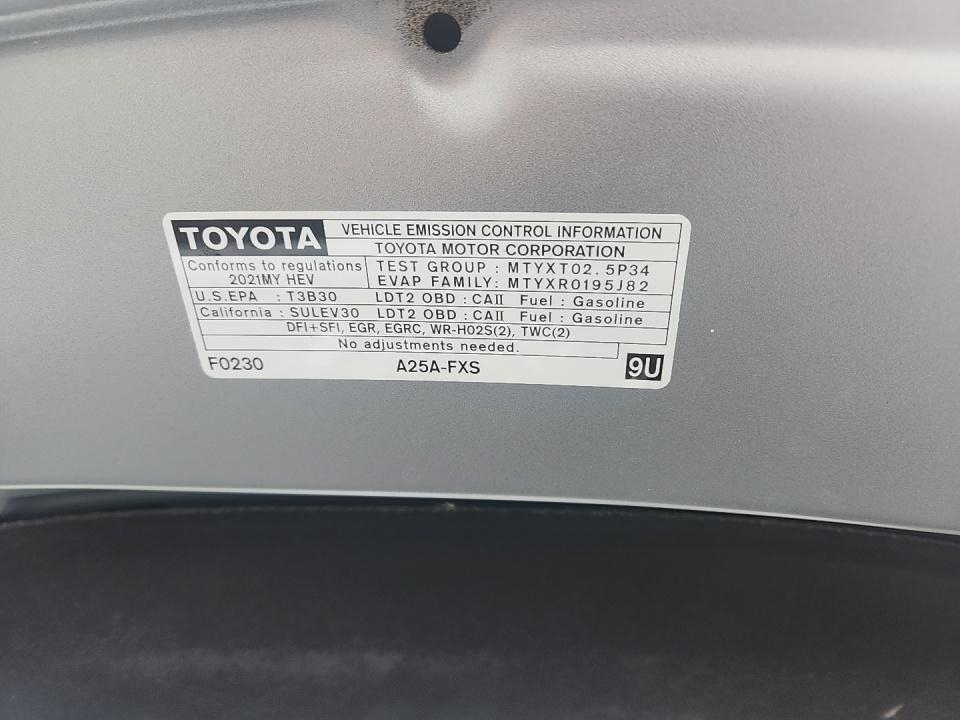 TOYOTA
VEHICLE EMISSION CONTROL INFORMATION
TOYOTA MOTOR CORPORATION
Conforms to regulations
2021MY HEV
TEST GROUP : MTYXT02.5P34
EVAP FAMILY: MTYXR0195J82
U.S.EPA : T3B30 LDT2 OBD : CAII Fuel : Gasoline
California : SULEV30 LDT2 OBD : CAII Fuel : Gasoline
DFI+SFI, EGR, EGRC, WR-HO2S(2), TWC(2)
No adjustments needed.
F0230 A25A-FXS 9U